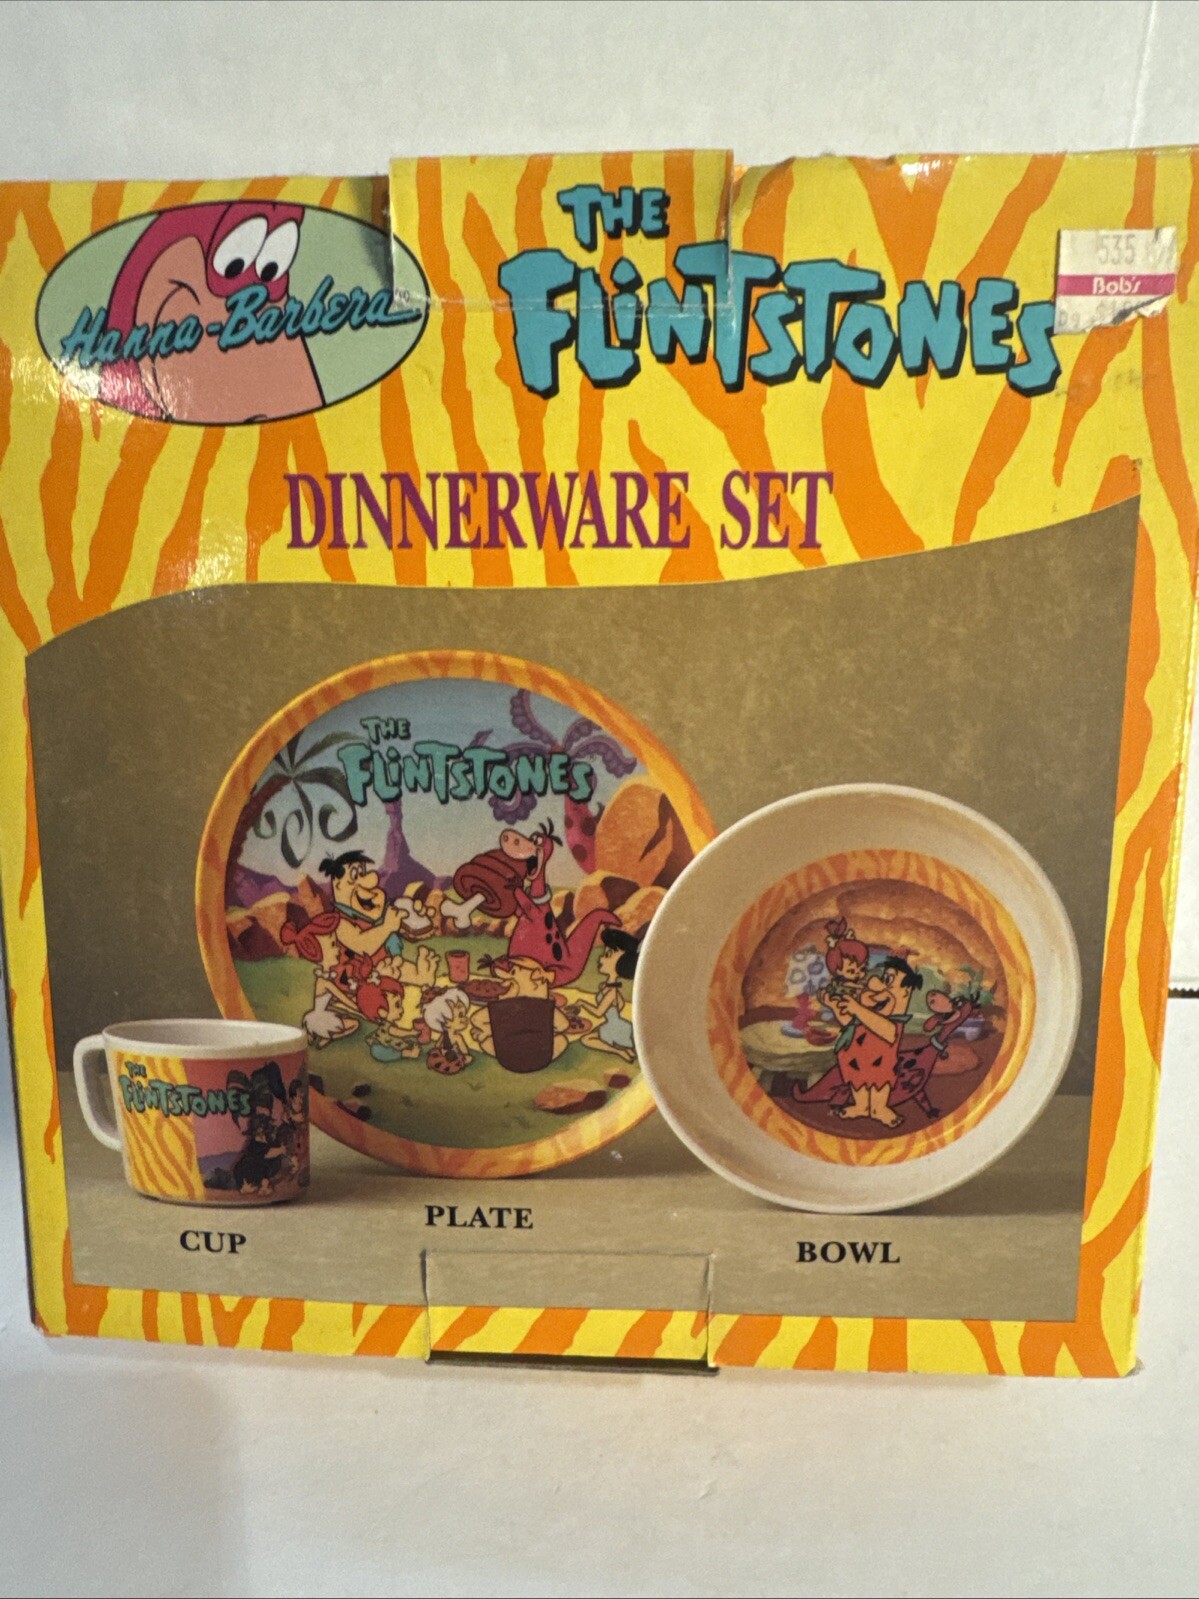 Hanna-Barbera
THE
FLINTSTONES
535
Bob's
DINNERWARE SET
THE
FLINTSTONES
THE
FLINTSTONES
CUP
PLATE
BOWL